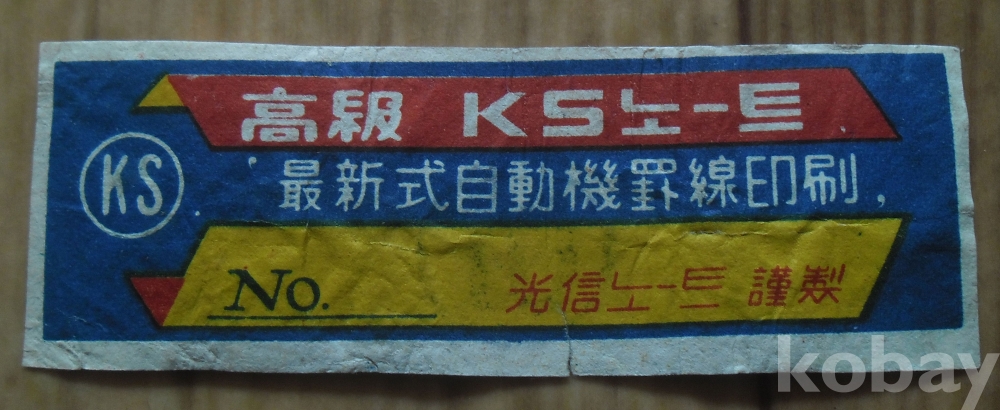 高級 KS노-트
KS
最新式自動機罫線印刷,
No.
光信노-트 謹製
kobay